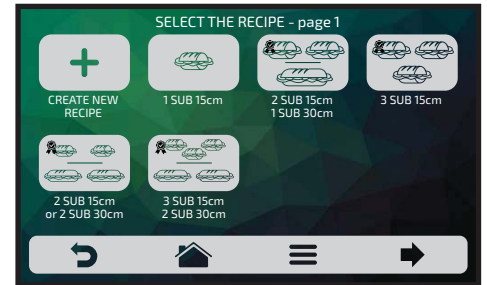 SELECT THE RECIPE - page 1
CREATE NEW
RECIPE
1 SUB 15cm
2 SUB 15cm
1 SUB 30cm
3 SUB 15cm
2 SUB 15cm
or 2 SUB 30cm
3 SUB 15cm
2 SUB 30cm